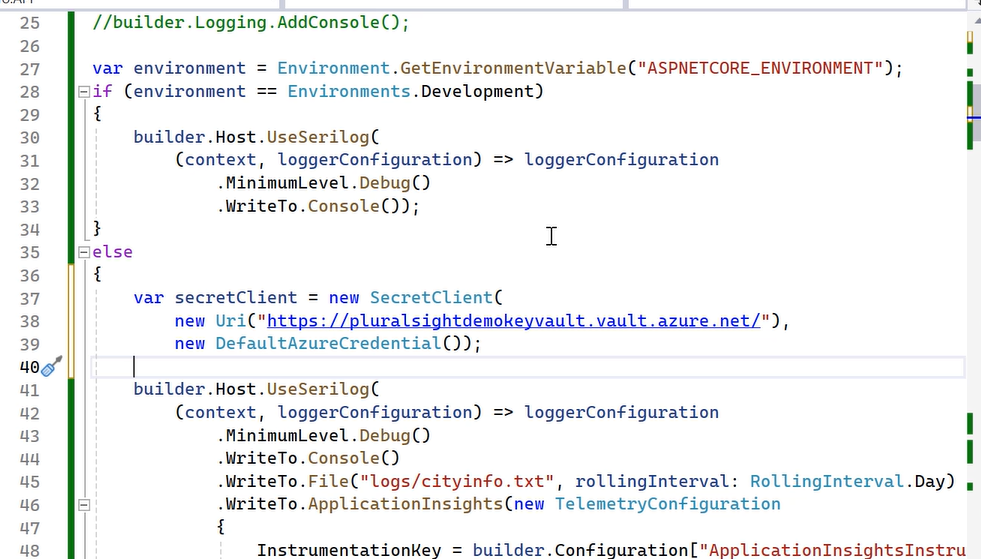 25 //builder.Logging.AddConsole();
26
27 var environment = Environment.GetEnvironmentVariable("ASPNETCORE_ENVIRONMENT");
28 if (environment == Environments.Development)
29 {
30     builder.Host.UseSerilog(
31         (context, loggerConfiguration) => loggerConfiguration
32             .MinimumLevel.Debug()
33             .WriteTo.Console());
34 }
35 else
36 {
37     var secretClient = new SecretClient(
38         new Uri("https://pluralsightdemokeyvault.vault.azure.net/"),
39         new DefaultAzureCredential());
40
41     builder.Host.UseSerilog(
42         (context, loggerConfiguration) => loggerConfiguration
43             .MinimumLevel.Debug()
44             .WriteTo.Console()
45             .WriteTo.File("logs/cityinfo.txt", rollingInterval: RollingInterval.Day)
46             .WriteTo.ApplicationInsights(new TelemetryConfiguration
47             {
48                 InstrumentationKey = builder.Configuration["ApplicationInsightsInstru